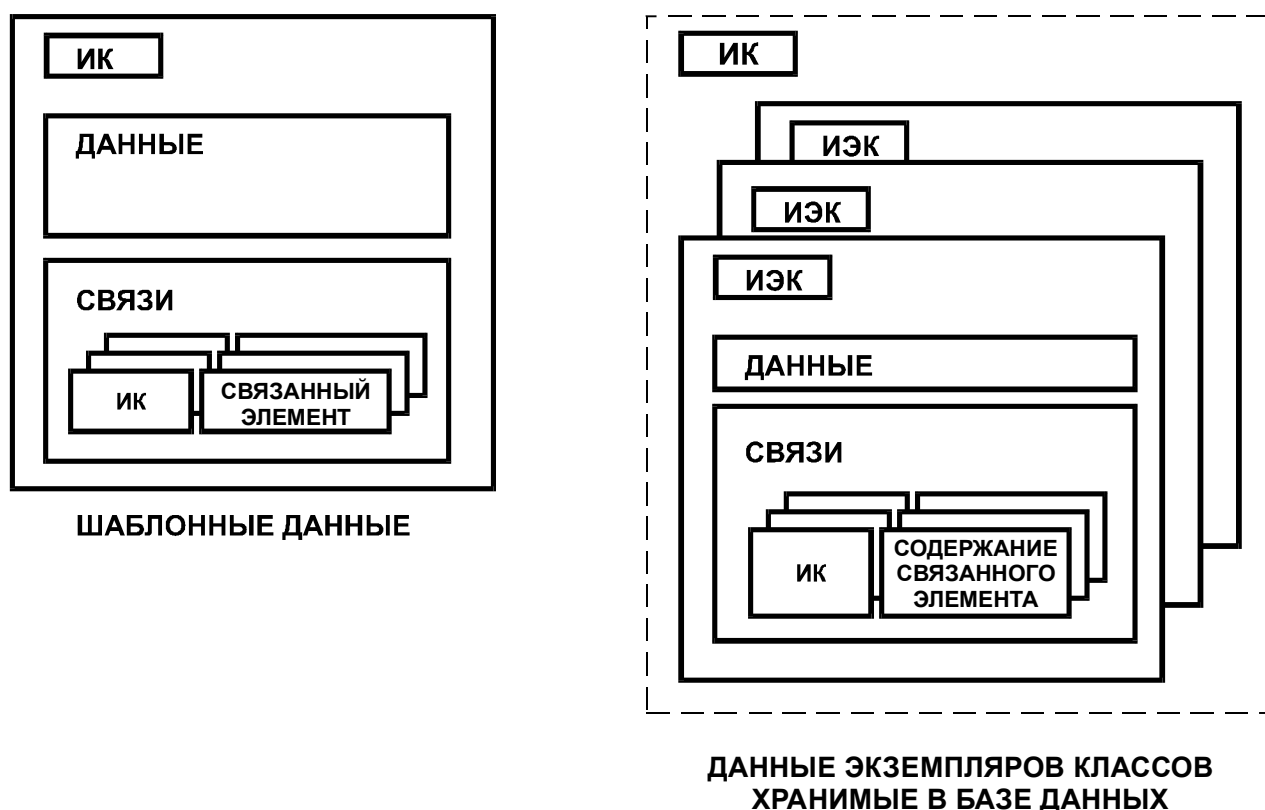 ИК
ДАННЫЕ
СВЯЗИ
ИК
СВЯЗАННЫЙ
ЭЛЕМЕНТ
ШАБЛОННЫЕ ДАННЫЕ
ИК
ИЭК
ИЭК
ИЭК
ДАННЫЕ
СВЯЗИ
ИК
СОДЕРЖАНИЕ
СВЯЗАННОГО
ЭЛЕМЕНТА
ДАННЫЕ ЭКЗЕМПЛЯРОВ КЛАССОВ
ХРАНИМЫЕ В БАЗЕ ДАННЫХ